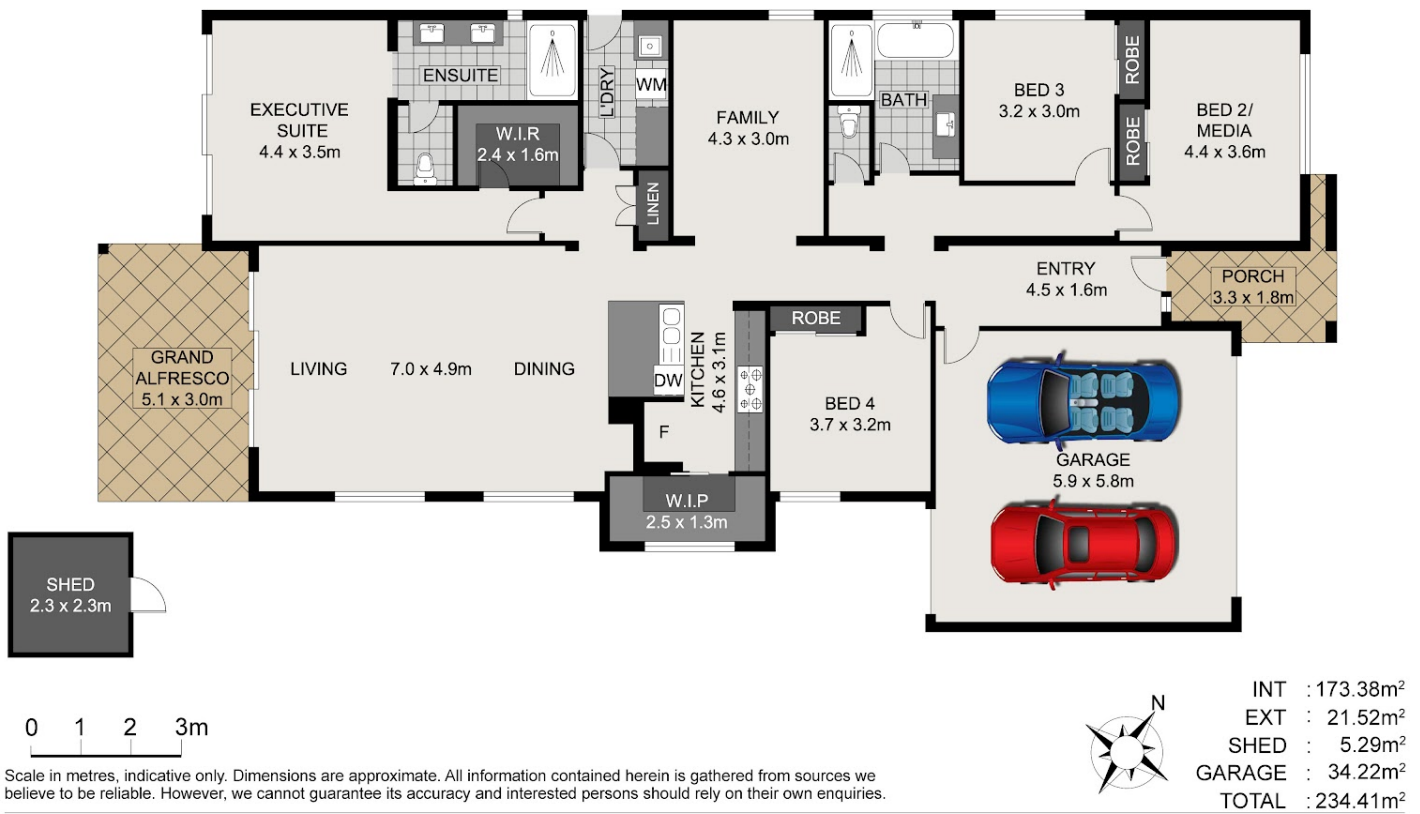 EXECUTIVE
SUITE
4.4 x 3.5m
ENSUITE
W.I.R
2.4 x 1.6m
L'DRY
WM
LINEN
FAMILY
4.3 x 3.0m
BATH
BED 3
3.2 x 3.0m
ROBE
ROBE
BED 2/
MEDIA
4.4 x 3.6m
GRAND
ALFRESCO
5.1 x 3.0m
LIVING 7.0 x 4.9m DINING
DW
F
KITCHEN
4.6 x 3.1m
W.I.P
2.5 x 1.3m
ROBE
BED 4
3.7 x 3.2m
ENTRY
4.5 x 1.6m
PORCH
3.3 x 1.8m
GARAGE
5.9 x 5.8m
SHED
2.3 x 2.3m
0 1 2 3m
Scale in metres, indicative only. Dimensions are approximate. All information contained herein is gathered from sources we
believe to be reliable. However, we cannot guarantee its accuracy and interested persons should rely on their own enquiries.
N
INT : 173.38m²
EXT : 21.52m²
SHED : 5.29m²
GARAGE : 34.22m²
TOTAL : 234.41m²